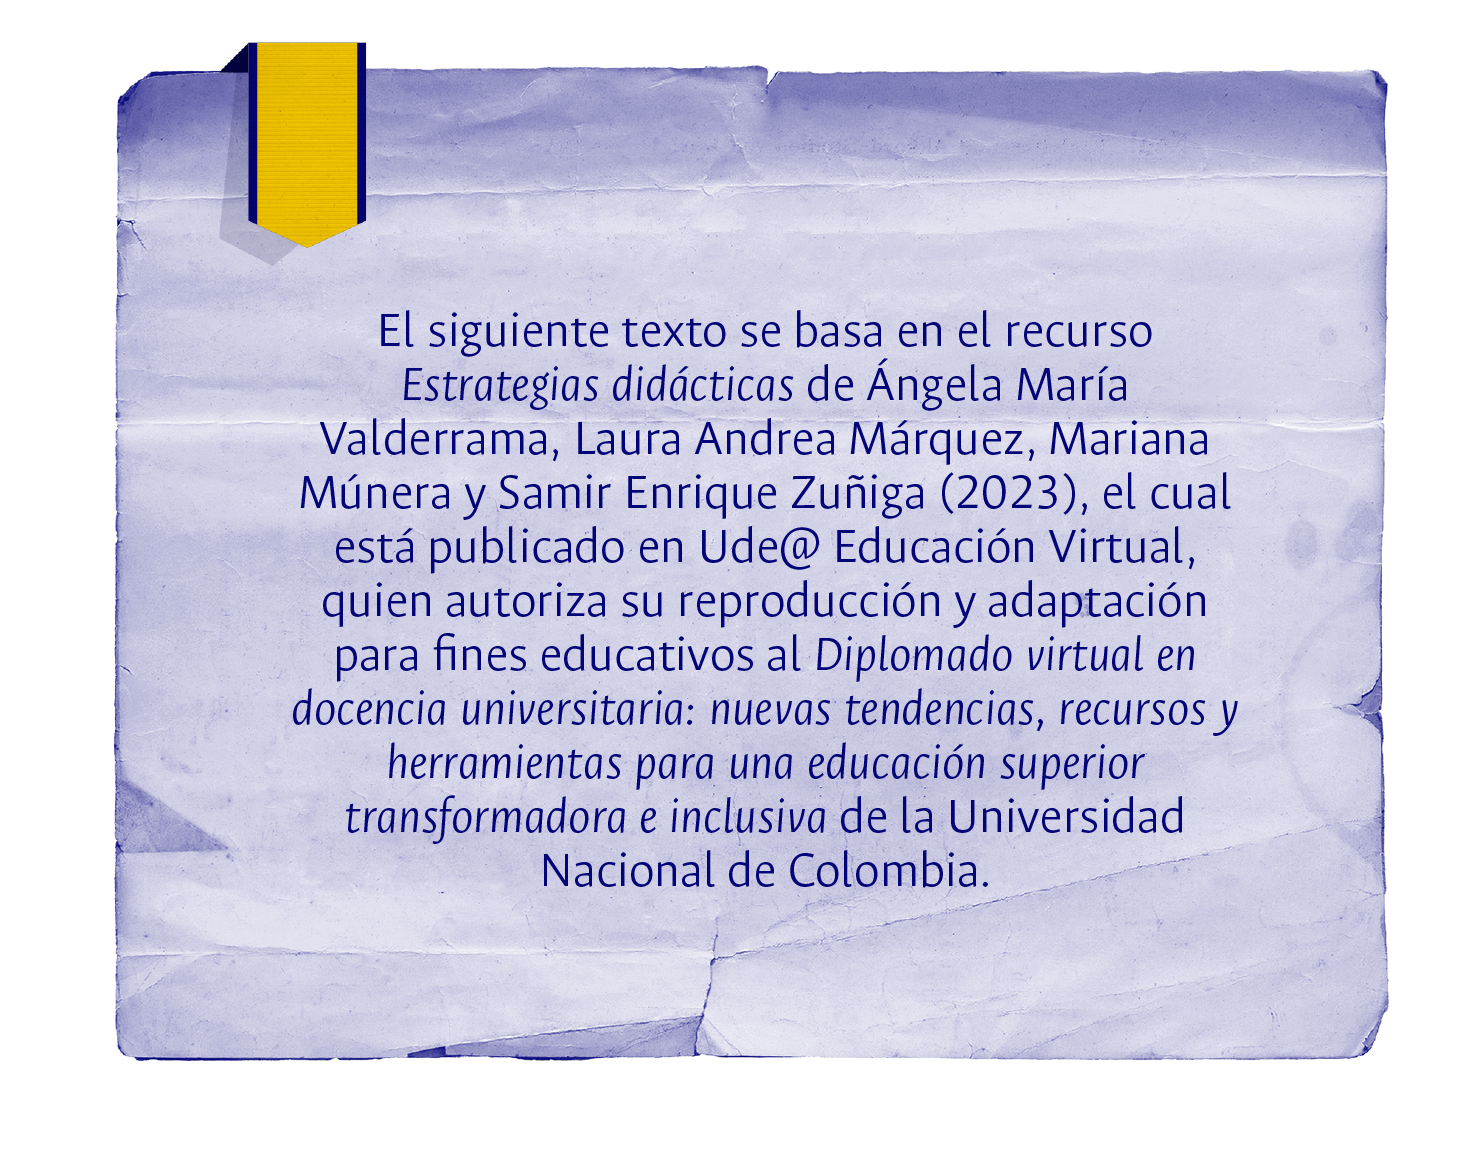 El siguiente texto se basa en el recurso
Estrategias didácticas de Ángela María
Valderrama, Laura Andrea Márquez, Mariana
Múnera y Samir Enrique Zuñiga (2023), el cual
está publicado en Ude@ Educación Virtual,
quien autoriza su reproducción y adaptación
para fines educativos al Diplomado virtual en
docencia universitaria: nuevas tendencias, recursos y
herramientas para una educación superior
transformadora e inclusiva de la Universidad
Nacional de Colombia.